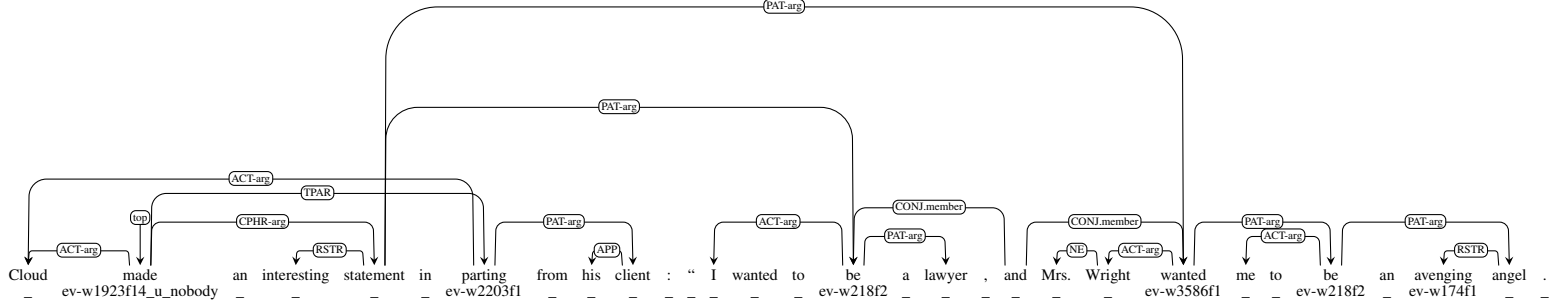 PAT-arg
PAT-arg
ACT-arg
TPAR
CONJ.member
top CPHR-arg PAT-arg ACT-arg CONJ.member PAT-arg PAT-arg
PAT-arg ACT-arg
ACT-arg RSTR APP NE ACT-arg RSTR
Cloud made an interesting statement in parting from his client : “ I wanted to be a lawyer , and Mrs. Wright wanted me to be an avenging angel .
_ ev-w1923f14_u_nobody _ _ _ _ ev-w2203f1 _ _ _ _ _ _ _ _ ev-w218f2 _ _ _ _ _ _ ev-w3586f1 _ _ ev-w218f2 _ ev-w174f1 _ _